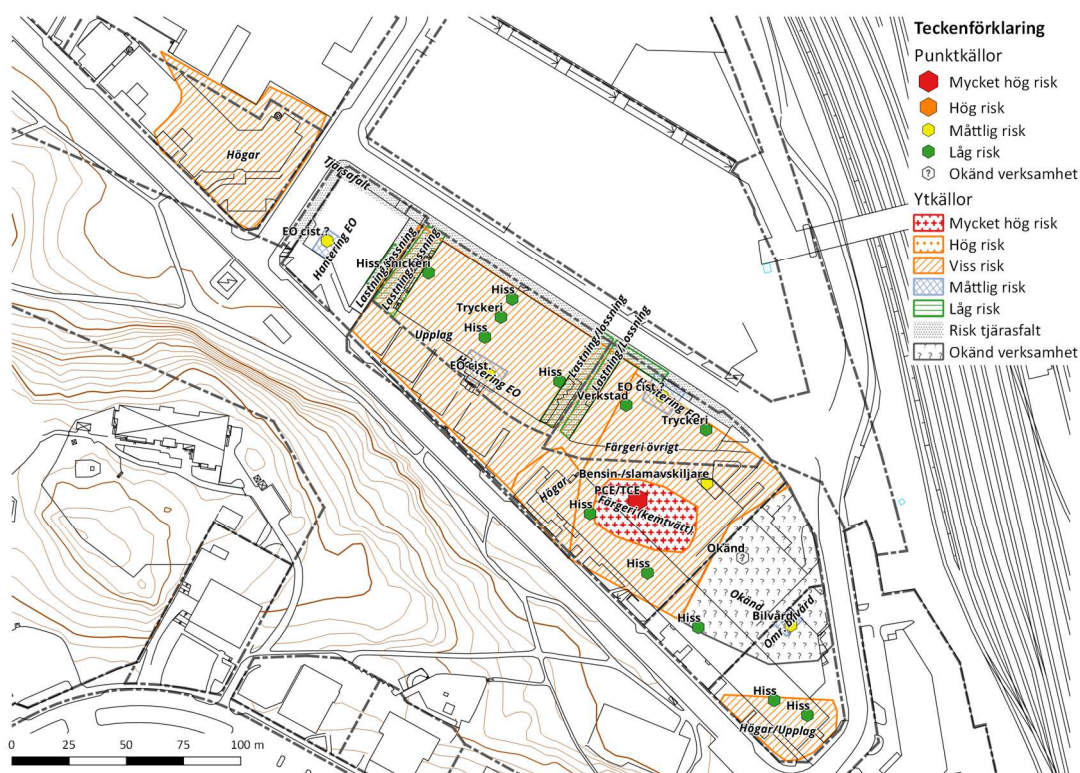 Teckenförklaring
Punktkällor
Mycket hög risk
Hög risk
Måttlig risk
Låg risk
? Okänd verksamhet
Ytkällor
Mycket hög risk
Hög risk
Viss risk
Måttlig risk
Låg risk
Risk tjärasfalt
? ? Okänd verksamhet
Högar
Tjärsafalt
EO cist.?
Hantering EO
Lastning/lossning
Lastning/Lossning
Hiss, snickeri
Hiss
Tryckeri
Hiss
Upplag
EO cist.
Hantering EO
Hiss
Lastning/lossning
Lastning/Lossning
EO cist.
Hantering EO
Verkstad
Tryckeri
Färgeri övrigt
Högar
Bensin-/slamavskiljare
PCE/TCE
Färgeri (kemtvätt)
Hiss
Hiss
Okänd
?
Okänd
Bilvård
Omr. bilvård
Hiss
Hiss
Hiss
Högar/Upplag
0 25 50 75 100 m